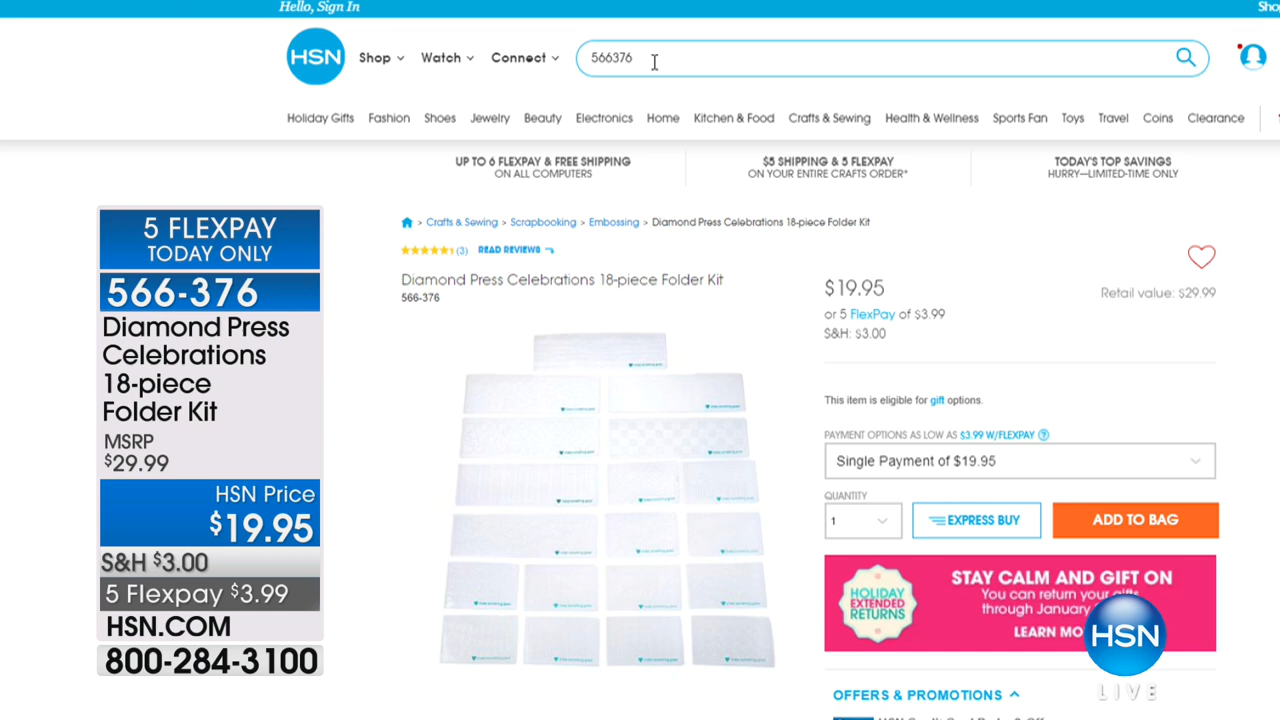 Hello, Sign In
Sho
HSN
Shop
Watch
Connect
566376
Holiday Gifts
Fashion
Shoes
Jewelry
Beauty
Electronics
Home
Kitchen & Food
Crafts & Sewing
Health & Wellness
Sports Fan
Toys
Travel
Coins
Clearance
UP TO 6 FLEXPAY & FREE SHIPPING
ON ALL COMPUTERS
$5 SHIPPING & 5 FLEXPAY
ON YOUR ENTIRE CRAFTS ORDER*
TODAY'S TOP SAVINGS
HURRY—LIMITED-TIME ONLY
5 FLEXPAY
TODAY ONLY
566-376
Diamond Press
Celebrations
18-piece
Folder Kit
MSRP
$29.99
HSN Price
$19.95
S&H $3.00
5 Flexpay $3.99
HSN.COM
800-284-3100
> Crafts & Sewing > Scrapbooking > Embossing > Diamond Press Celebrations 18-piece Folder Kit
(3) READ REVIEWS
Diamond Press Celebrations 18-piece Folder Kit
566-376
$19.95
Retail value: $29.99
or 5 FlexPay of $3.99
S&H: $3.00
This item is eligible for gift options.
PAYMENT OPTIONS AS LOW AS $3.99 W/FLEXPAY ?
Single Payment of $19.95
QUANTITY
1
EXPRESS BUY
ADD TO BAG
HOLIDAY
EXTENDED
RETURNS
STAY CALM AND GIFT ON
You can return your gifts
through January
LEARN MO
HSN
LIVE
OFFERS & PROMOTIONS